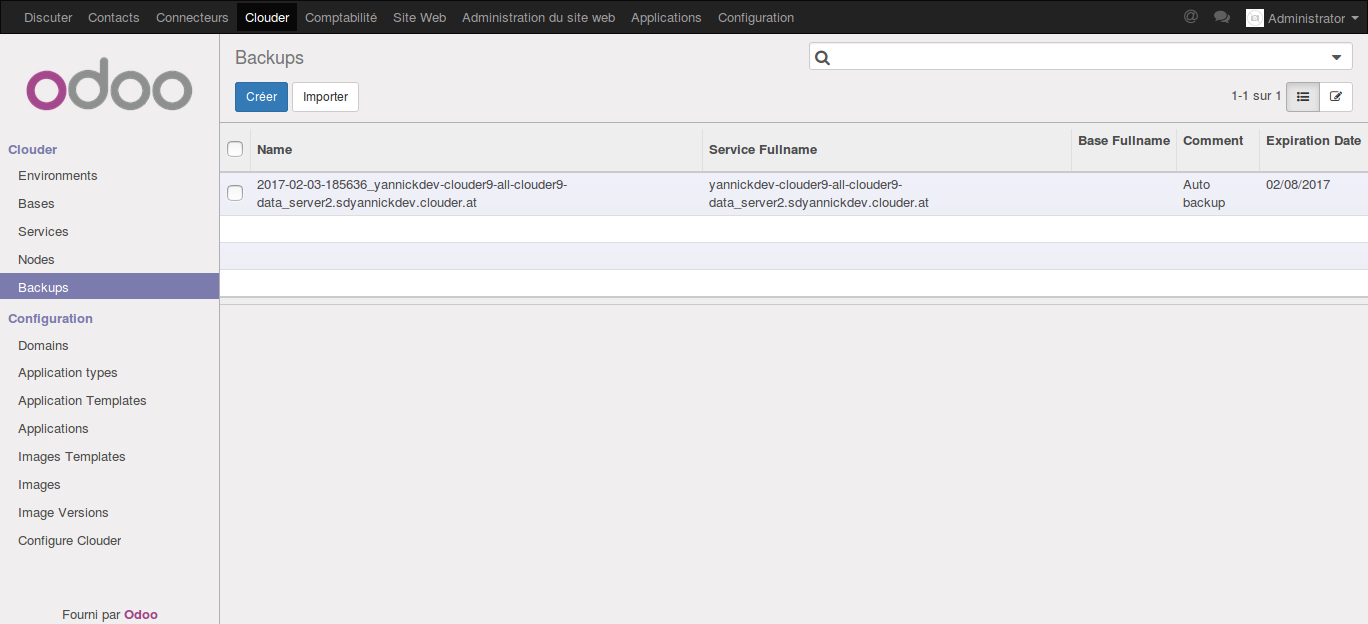 Discuter Contacts Connecteurs Clouder Comptabilité Site Web Administration du site web Applications Configuration @ Administrator
odoo
Clouder
Environments
Bases
Services
Nodes
Backups
Configuration
Domains
Application types
Application Templates
Applications
Images Templates
Images
Image Versions
Configure Clouder
Fourni par Odoo
Backups
Créer Importer 1-1 sur 1
Name Service Fullname Base Fullname Comment Expiration Date
2017-02-03-185636_yannickdev-clouder9-all-clouder9- yannickdev-clouder9-all-clouder9- Auto 02/08/2017
data_server2.sdyannickdev.clouder.at data_server2.sdyannickdev.clouder.at backup